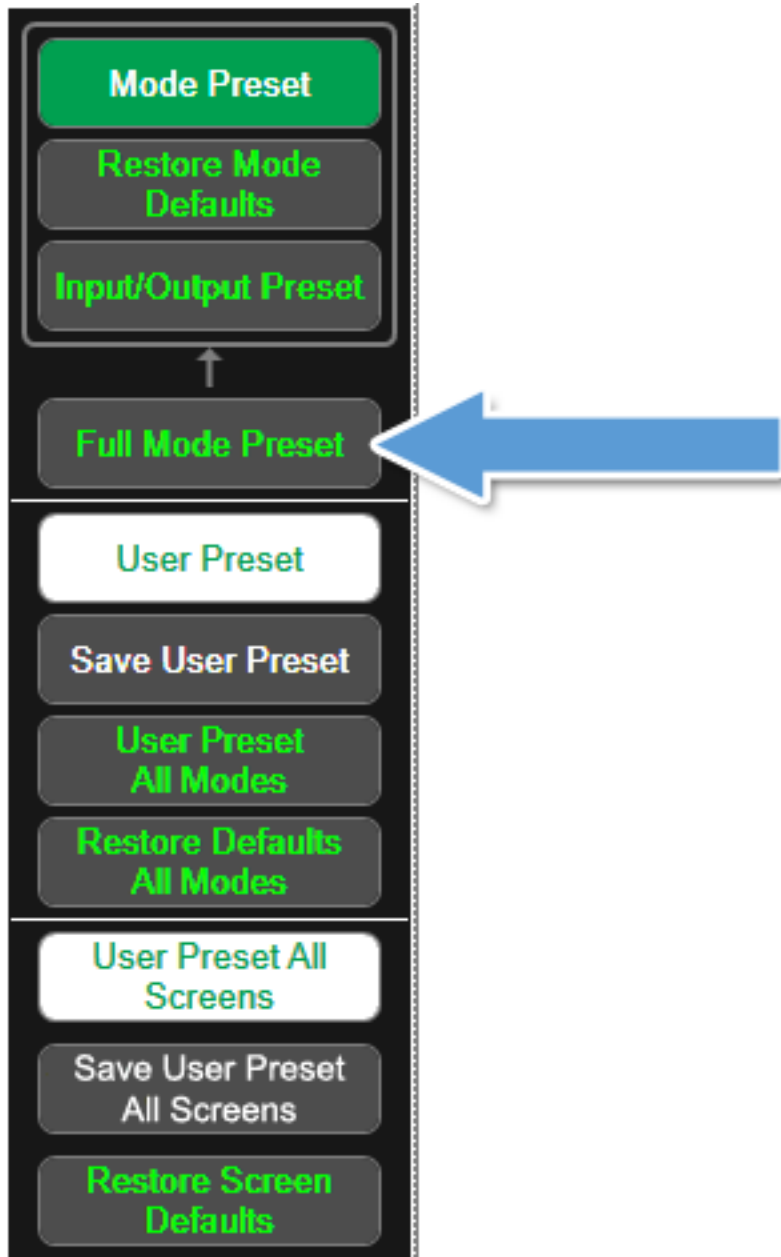 Mode Preset
Restore Mode
Defaults
Input/Output Preset
Full Mode Preset
User Preset
Save User Preset
User Preset
All Modes
Restore Defaults
All Modes
User Preset All
Screens
Save User Preset
All Screens
Restore Screen
Defaults